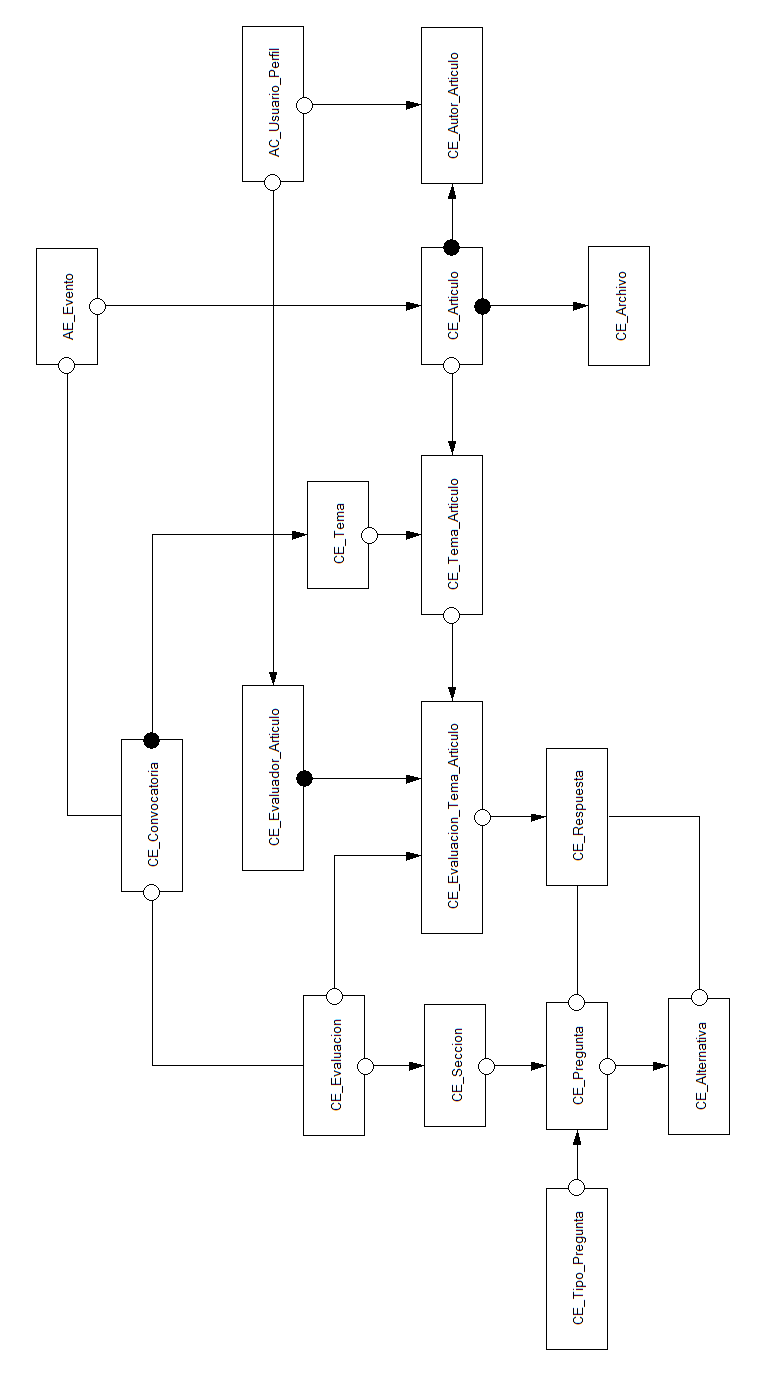 AC_Usuario_Perfil
CE_Autor_Articulo
AE_Evento
CE_Articulo
CE_Archivo
CE_Tema
CE_Tema_Articulo
CE_Convocatoria
CE_Evaluador_Articulo
CE_Evaluacion_Tema_Articulo
CE_Respuesta
CE_Evaluacion
CE_Seccion
CE_Pregunta
CE_Alternativa
CE_Tipo_Pregunta